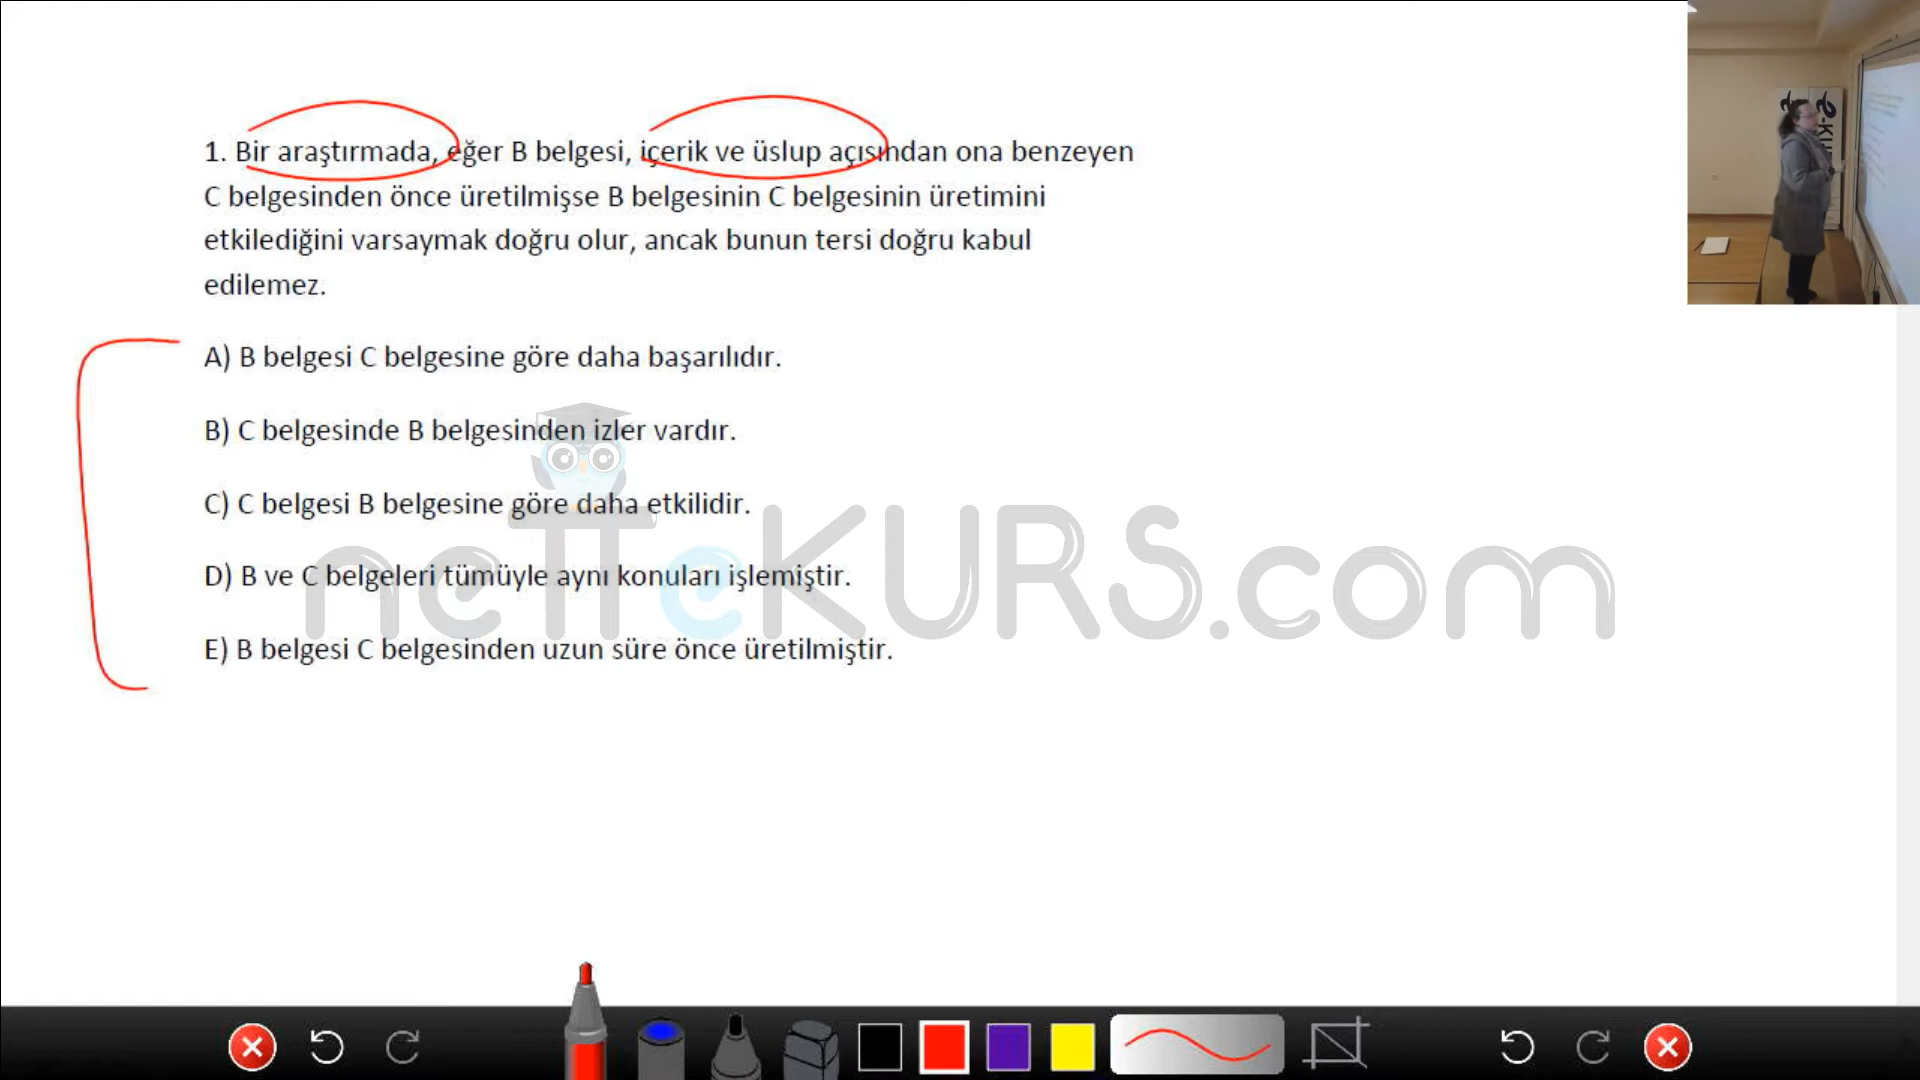 1. Bir araştırmada, eğer B belgesi, içerik ve üslup açısından ona benzeyen
C belgesinden önce üretilmişse B belgesinin C belgesinin üretimini
etkilediğini varsaymak doğru olur, ancak bunun tersi doğru kabul
edilemez.
A) B belgesi C belgesine göre daha başarılıdır.
B) C belgesinde B belgesinden izler vardır.
C) C belgesi B belgesine göre daha etkilidir.
D) B ve C belgeleri tümüyle aynı konuları işlemiştir.
E) B belgesi C belgesinden uzun süre önce üretilmiştir.
neTTeKURS.com